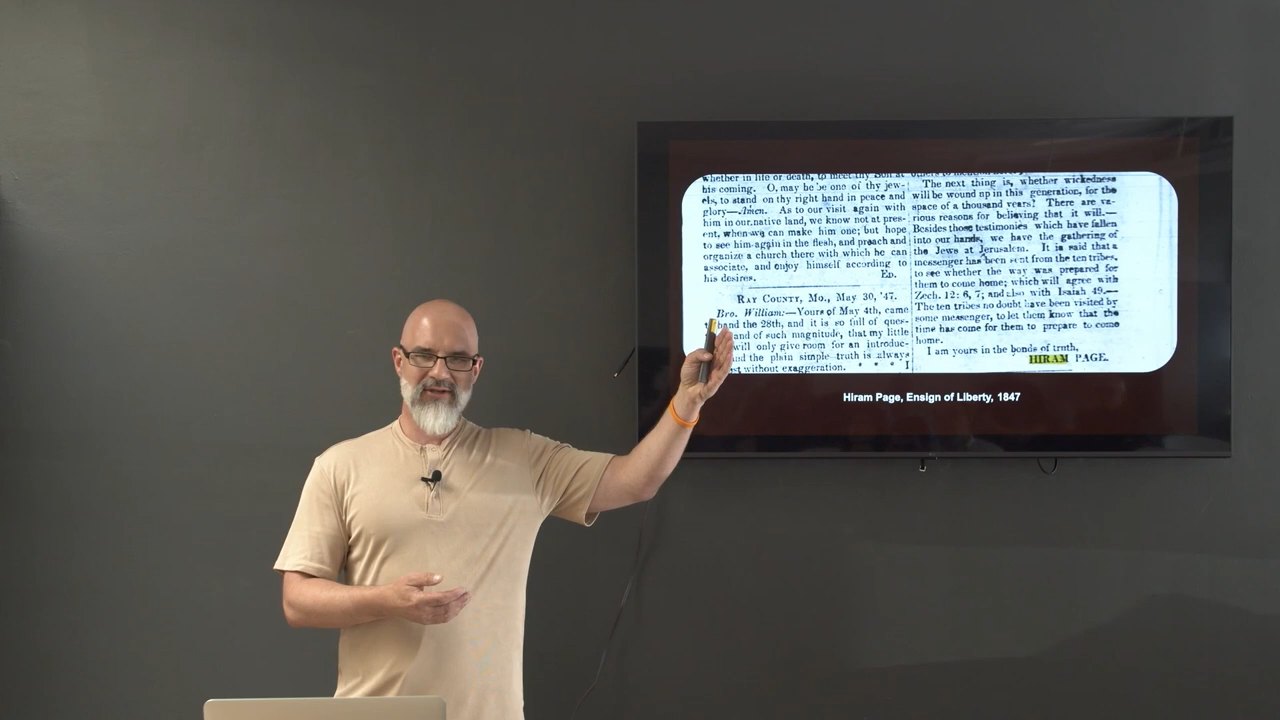 whether in life or death, to meet thy Son at
his coming. O, may he be one of thy jew-
els, to stand on thy right hand in peace and
glory—Amen. As to our visit again with
him in our native land, we know not at pres-
ent, when we can make him one; but hope
to see him again in the flesh, and preach and
organize a church there with which he can
associate, and enjoy himself according to
his desires. ED.
RAY COUNTY, Mo., May 30, '47.
Bro. William:—Yours of May 4th, came
hand the 28th, and it is so full of ques-
and of such magnitude, that my little
will only give room for an introduc-
and the plain simple truth is always
without exaggeration. * * * I
The next thing is, whether wickedness
will be wound up in this generation, for the
space of a thousand years? There are va-
rious reasons for believing that it will.—
Besides those testimonies which have fallen
into our hands, we have the gathering of
the Jews at Jerusalem. It is said that a
messenger has been sent from the ten tribes,
to see whether the way was prepared for
them to come home; which will agree with
Zech. 12: 6, 7; and also with Isaiah 49.—
The ten tribes no doubt have been visited by
some messenger, to let them know that the
time has come for them to prepare to come
home.
I am yours in the bonds of truth,
HIRAM PAGE.
Hiram Page, Ensign of Liberty, 1847